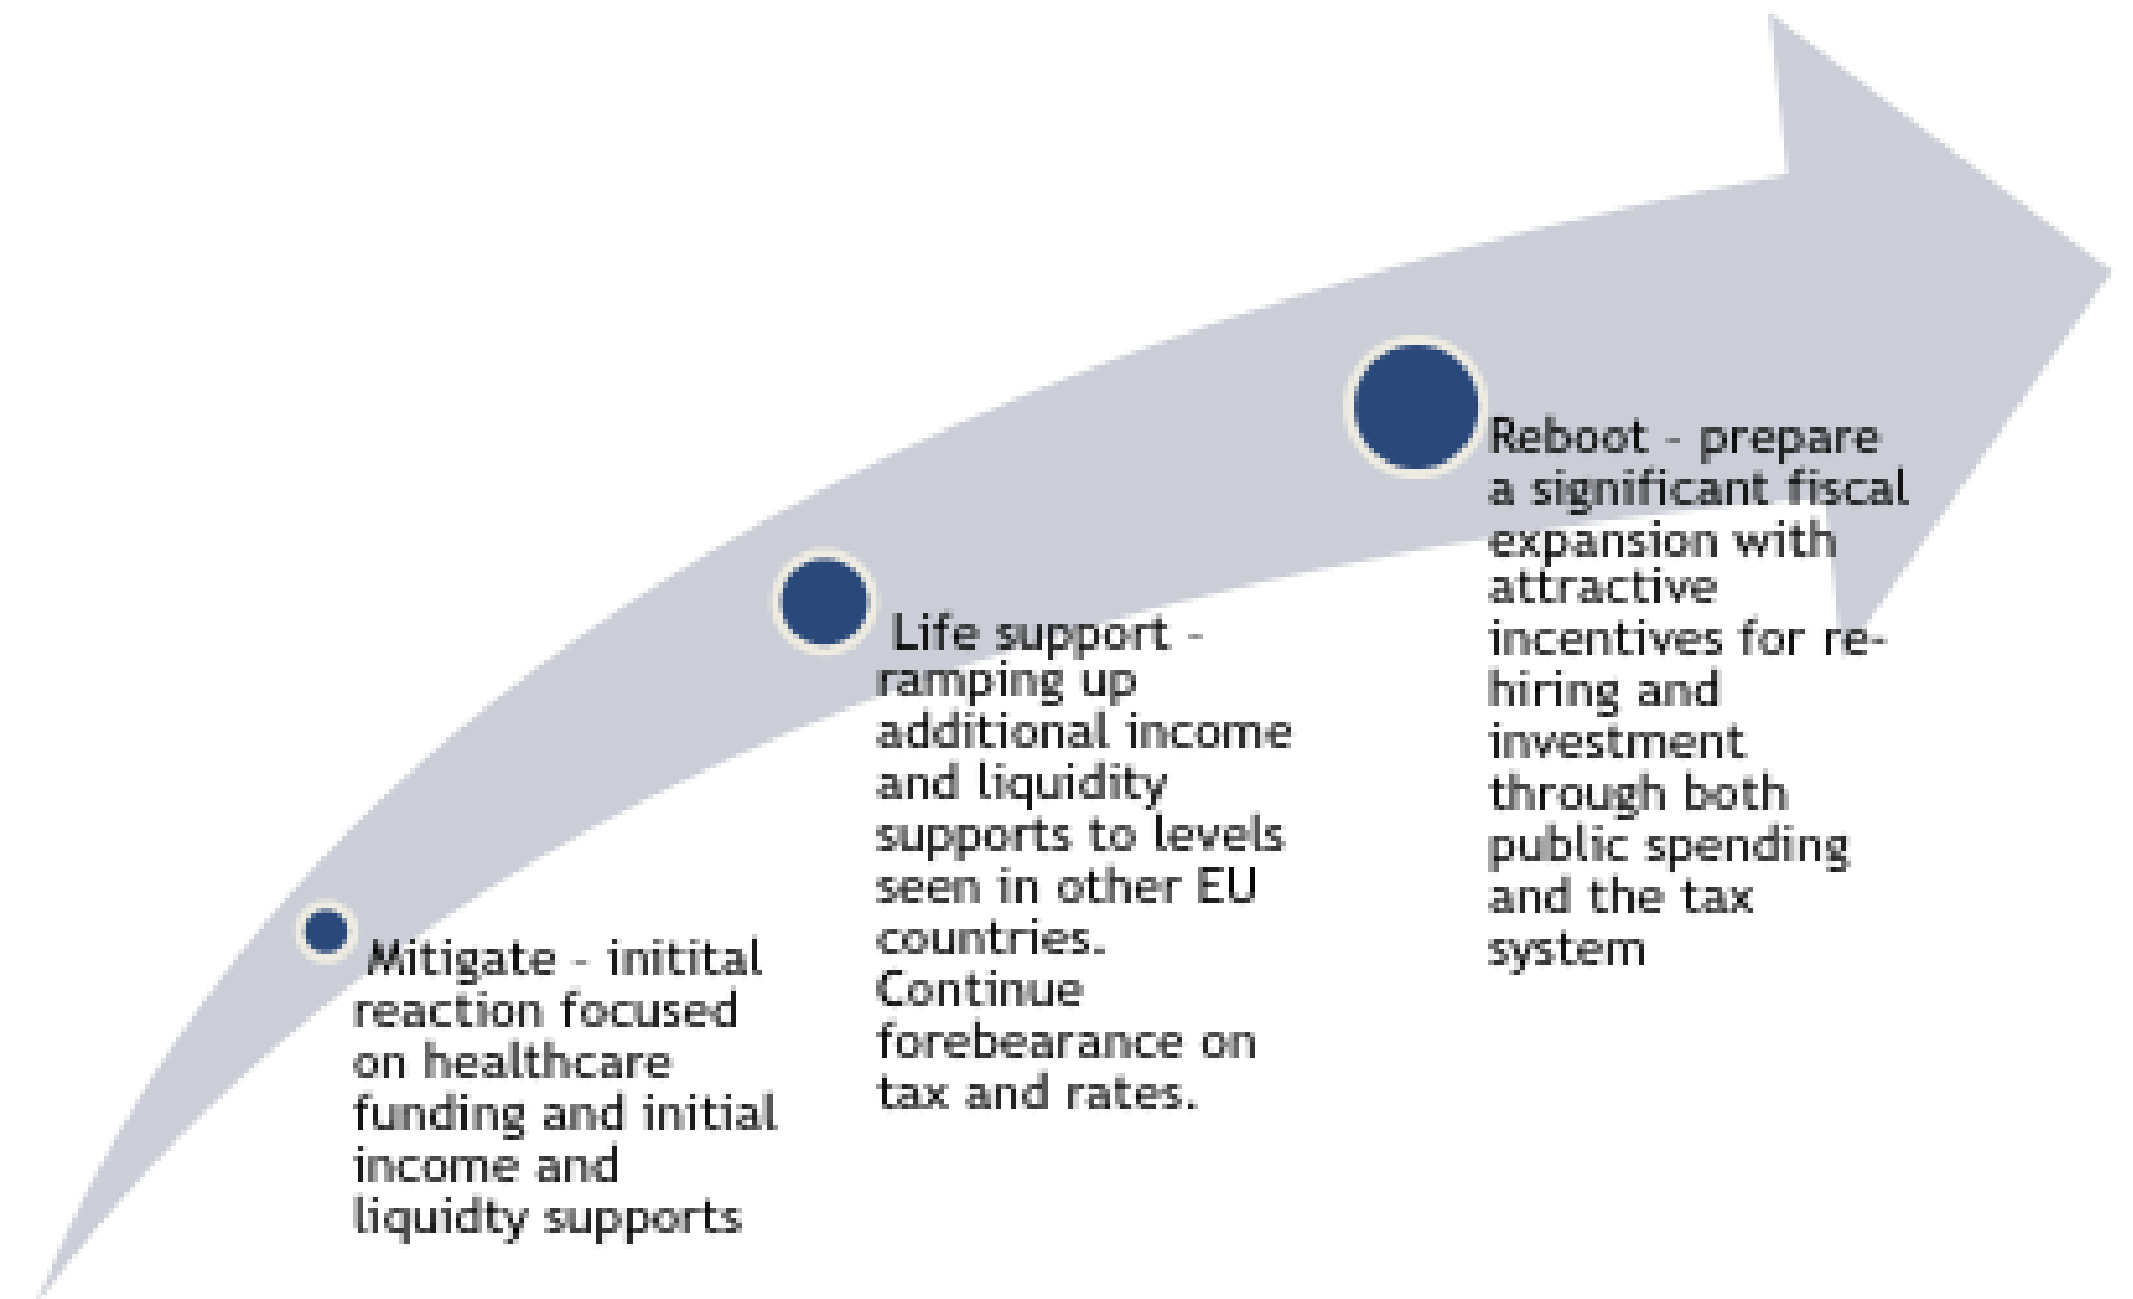 Mitigate - initital
reaction focused
on healthcare
funding and initial
income and
liquidty supports
Life support -
ramping up
additional income
and liquidity
supports to levels
seen in other EU
countries.
Continue
forebearance on
tax and rates.
Reboot - prepare
a significant fiscal
expansion with
attractive
incentives for re-
hiring and
investment
through both
public spending
and the tax
system